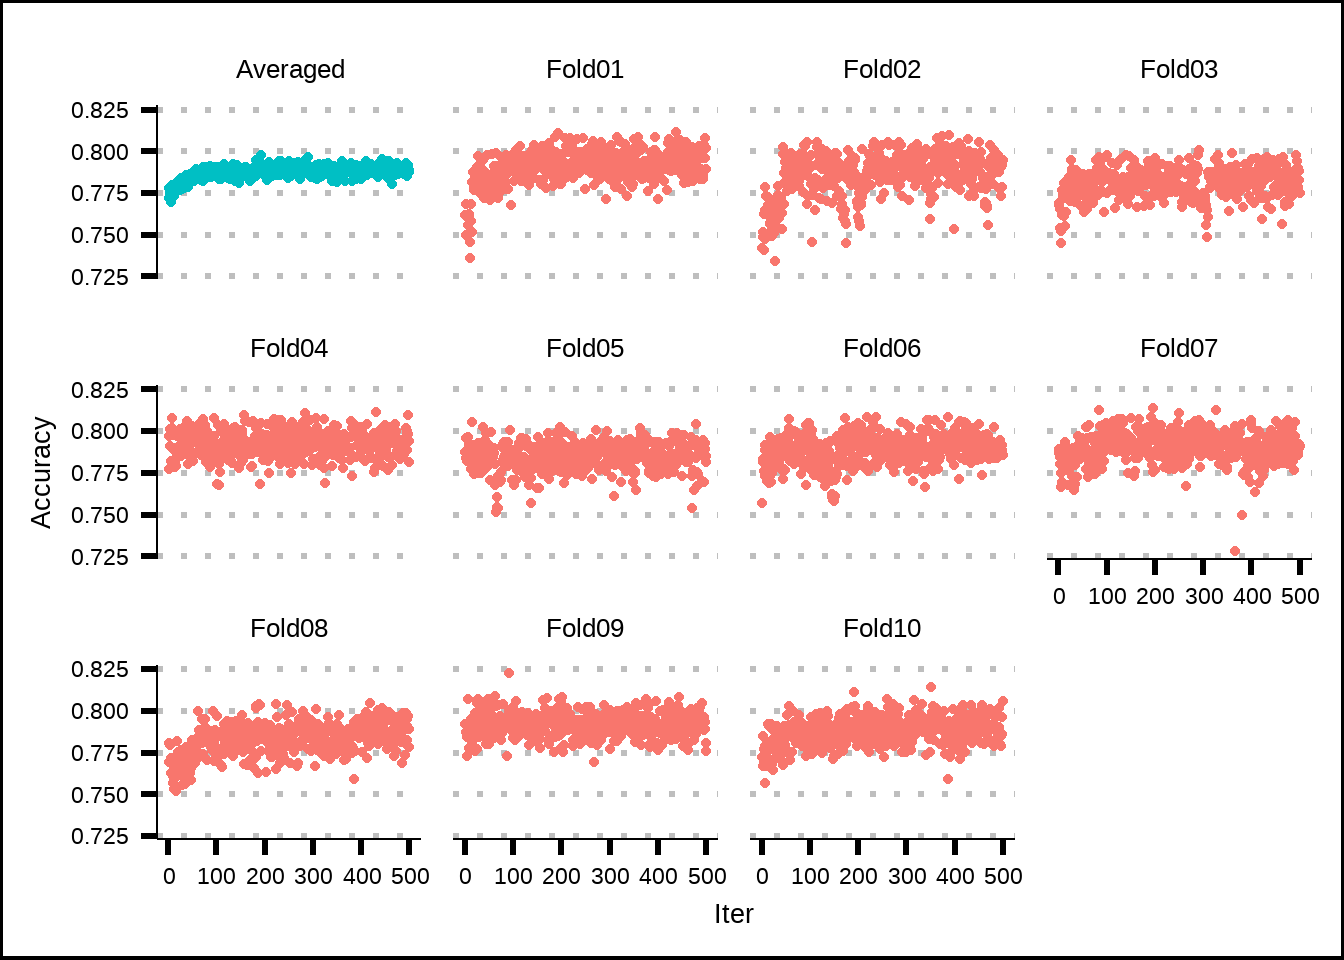 Averaged Fold01 Fold02 Fold03
0.825
0.800
0.775
0.750
0.725
Fold04 Fold05 Fold06 Fold07
0.825
0.800
0.775
0.750
0.725
0 100 200 300 400 500
Accuracy
Fold08 Fold09 Fold10
0.825
0.800
0.775
0.750
0.725
0 100 200 300 400 500 0 100 200 300 400 500 0 100 200 300 400 500
Iter